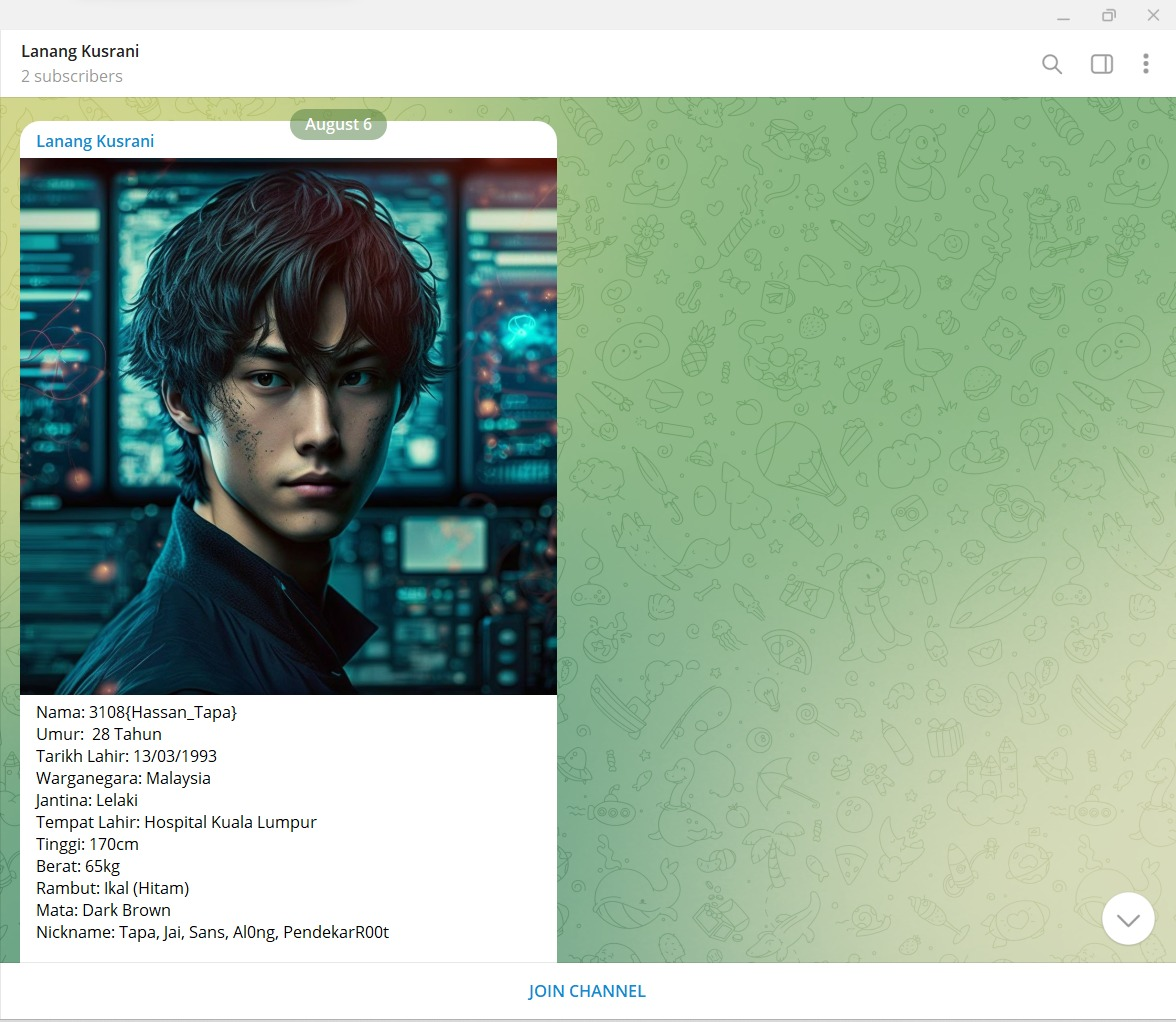 Lanang Kusrani
2 subscribers
August 6
Lanang Kusrani
Nama: 3108{Hassan_Tapa}
Umur:  28 Tahun
Tarikh Lahir: 13/03/1993
Warganegara: Malaysia
Jantina: Lelaki
Tempat Lahir: Hospital Kuala Lumpur
Tinggi: 170cm
Berat: 65kg
Rambut: Ikal (Hitam)
Mata: Dark Brown
Nickname: Tapa, Jai, Sans, Al0ng, PendekarR00t
JOIN CHANNEL